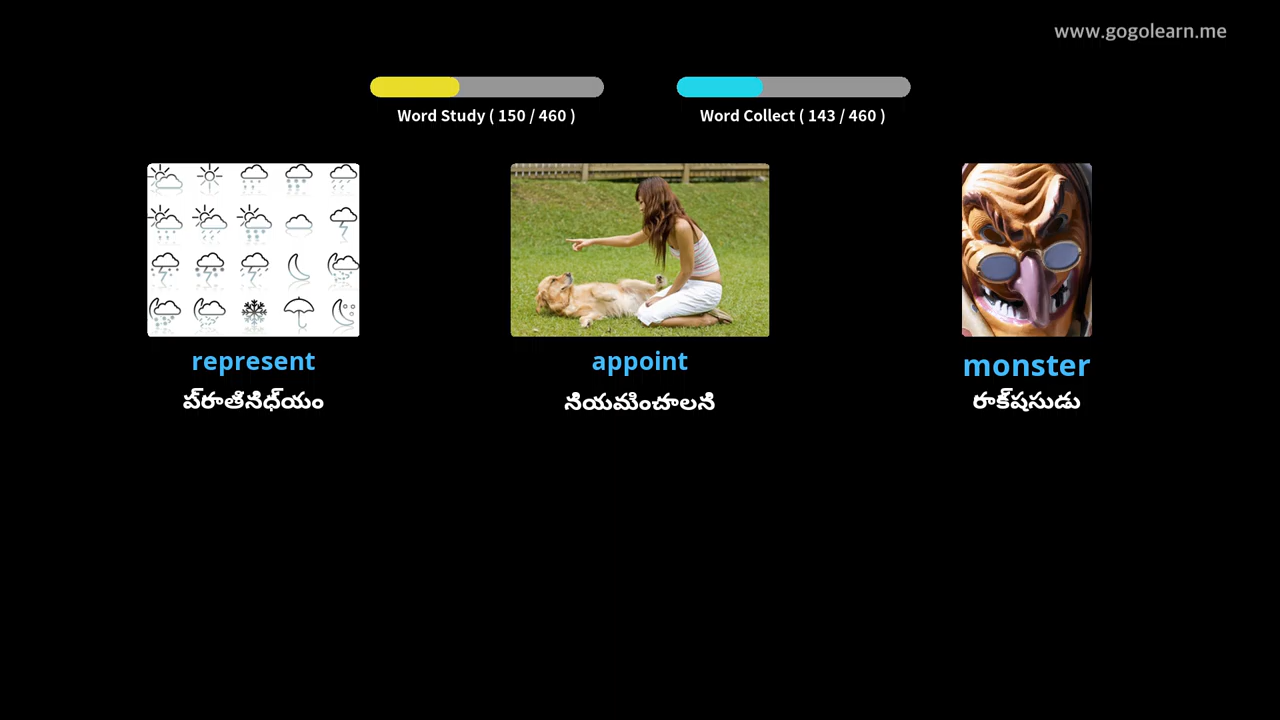 www.gogolearn.me
Word Study ( 150 / 460 )
Word Collect ( 143 / 460 )
represent
appoint
monster
ప్రాతినిధ్యం
నియమించాలని
రాక్షసుడు